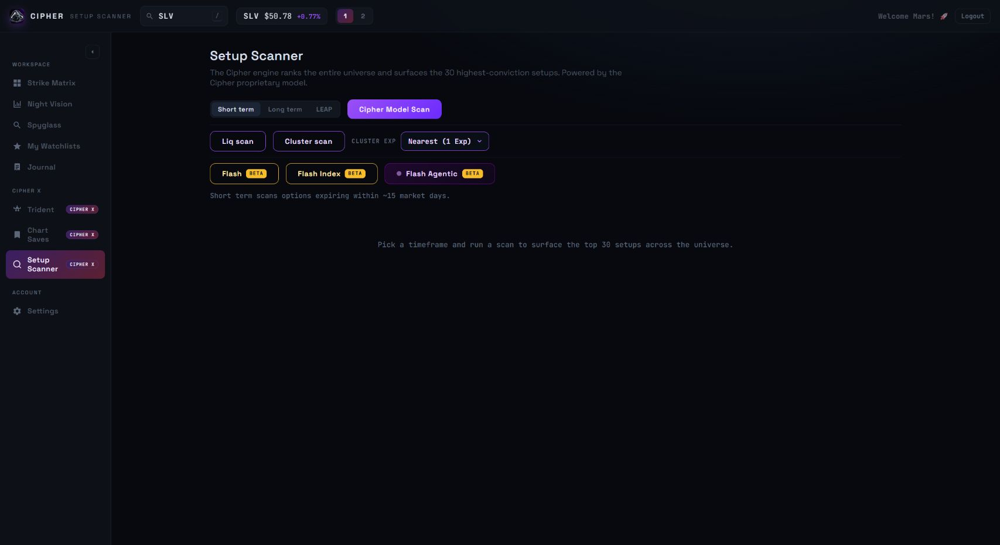 CIPHER SETUP SCANNER
SLV /
SLV $50.78 +0.77%
1 2
Welcome Mars! 🚀
Logout
WORKSPACE
Strike Matrix
Night Vision
Spyglass
My Watchlists
Journal
CIPHER X
Trident CIPHER X
Chart
Saves
CIPHER X
Setup
Scanner
CIPHER X
ACCOUNT
Settings
Setup Scanner
The Cipher engine ranks the entire universe and surfaces the 30 highest-conviction setups. Powered by the
Cipher proprietary model.
Short term Long term LEAP Cipher Model Scan
Liq scan Cluster scan CLUSTER EXP Nearest (1 Exp)
Flash BETA Flash Index BETA Flash Agentic BETA
Short term scans options expiring within ~15 market days.
Pick a timeframe and run a scan to surface the top 30 setups across the universe.